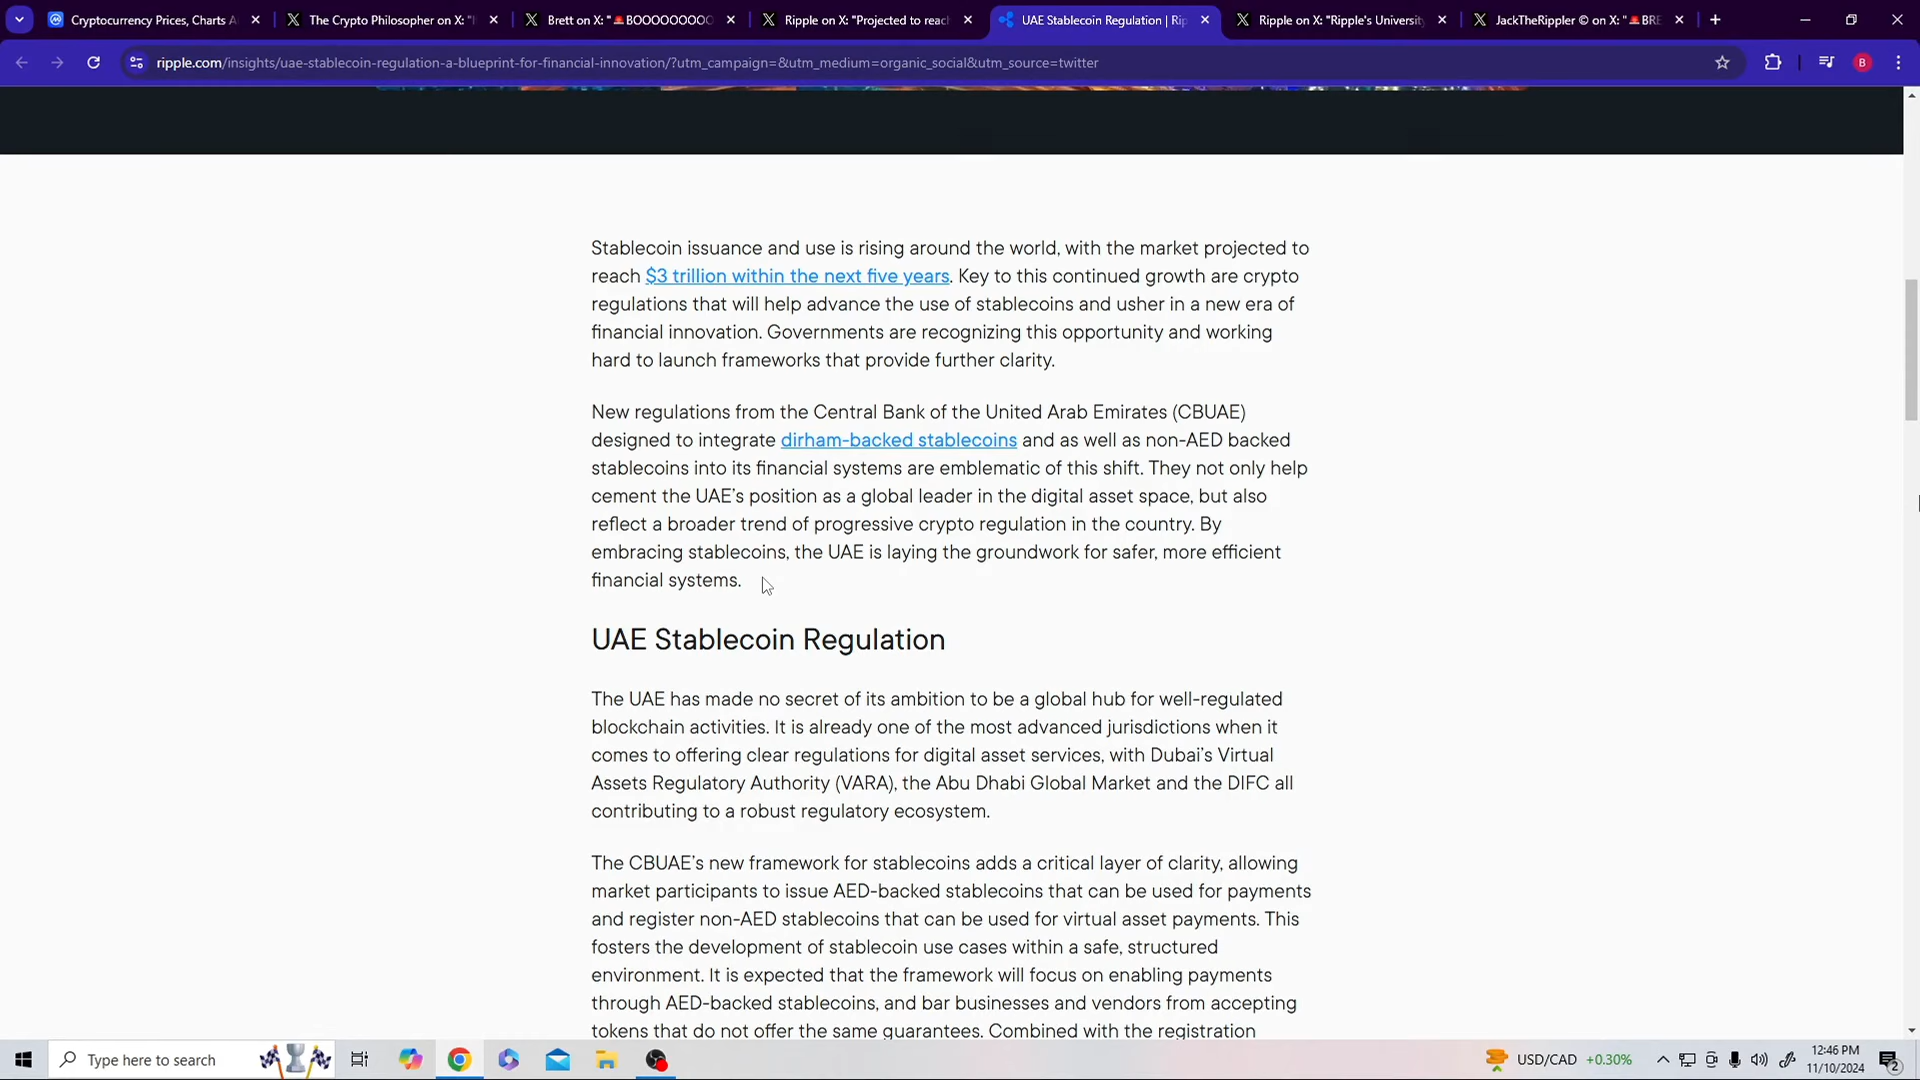 Cryptocurrency Prices, Charts A
The Crypto Philosopher on X: "
Brett on X: "🚨BOOOOOOOOO
Ripple on X: "Projected to reac
UAE Stablecoin Regulation | Rip
Ripple on X: "Ripple's University
JackTheRippler © on X: "🚨BRE
ripple.com/insights/uae-stablecoin-regulation-a-blueprint-for-financial-innovation/?utm_campaign=&utm_medium=organic_social&utm_source=twitter
B
Stablecoin issuance and use is rising around the world, with the market projected to
reach $3 trillion within the next five years. Key to this continued growth are crypto
regulations that will help advance the use of stablecoins and usher in a new era of
financial innovation. Governments are recognizing this opportunity and working
hard to launch frameworks that provide further clarity.
New regulations from the Central Bank of the United Arab Emirates (CBUAE)
designed to integrate dirham-backed stablecoins and as well as non-AED backed
stablecoins into its financial systems are emblematic of this shift. They not only help
cement the UAE's position as a global leader in the digital asset space, but also
reflect a broader trend of progressive crypto regulation in the country. By
embracing stablecoins, the UAE is laying the groundwork for safer, more efficient
financial systems.
UAE Stablecoin Regulation
The UAE has made no secret of its ambition to be a global hub for well-regulated
blockchain activities. It is already one of the most advanced jurisdictions when it
comes to offering clear regulations for digital asset services, with Dubai's Virtual
Assets Regulatory Authority (VARA), the Abu Dhabi Global Market and the DIFC all
contributing to a robust regulatory ecosystem.
The CBUAE's new framework for stablecoins adds a critical layer of clarity, allowing
market participants to issue AED-backed stablecoins that can be used for payments
and register non-AED stablecoins that can be used for virtual asset payments. This
fosters the development of stablecoin use cases within a safe, structured
environment. It is expected that the framework will focus on enabling payments
through AED-backed stablecoins, and bar businesses and vendors from accepting
tokens that do not offer the same guarantees. Combined with the registration
Type here to search
USD/CAD +0.30%
12:46 PM
11/10/2024
2